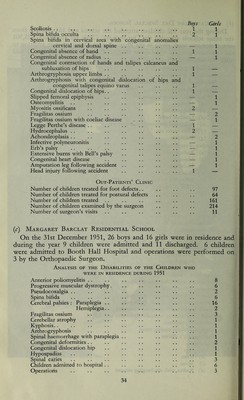 Boys Girls
Scoliosis .. 1 1
Spina bifida occulta .. 2 1
Spina bifida in cervical area with congenital anomalies
cervical and dorsal spine .. — 1
Congenital absence of hand .. 1 1
Congenital absence of radius .. — 1
Congenital contraction of hands and talipes calcaneus and
subluxation of hips .. 1 —
Arthrogryphosis upper limbs .. 1 —
Arthrogryphosis with congenital dislocation of hips and
congenital talipes equino varus .. 1 —
Congenital dislocation of hips .. — 1
Slipped femoral epiphysis .. — 1
Osteomyelitis .. — 1
Myositis ossificans .. 2 —
Fragilitas ossium .. — 2
Fragilitas ossium with coeliac disease .. — 1
Legge Perthe's disease .. 1 —
Hydrocephalus .. 2 —
Achondroplasia .. — 2
Infective polyneuronitis .. — 1
Erb's palsy .. — 1
Extensive burns with Bell's palsy .. — 1
Congenital heart disease .. — 1
Amputation leg following accident .. — 1
Head injury following accident .. 1 —
Out-Patients' Clinic
Number of children treated for foot defects .. 97
Number of children treated for postural defects .. 64
Number of children treated .. 161
Number of children examined by the surgeon .. 214
Number of surgeon's visits .. 11
(c) Margaret Barclay Residential School
On the 31st December 1951, 26 boys and 16 girls were in residence and
during the year 9 children were admitted and 11 discharged. 6 children
were admitted to Booth Hall Hospital and operations were performed on
3 by the Orthopaedic Surgeon.
Analysis of the Disabilities of the Children who
were in residence during 1951
Anterior poliomyelitis .. 8
Progressive muscular dystrophy .. 6
Pseudocoxalgia .. 2
Spina bifida .. 6
Cerebral palsies : Paraplegia .. 16
Hemiplegia .. 2
Fragilitas ossium .. 3
Cerebellar atrophy .. 1
Kyphosis .. 1
Arthrogryphosis .. 1
Spinal haemorrhage with paraplegia .. 1
Congenital deformities .. 2
Congenital dislocation hip .. 1
Hypospadias .. 1
Spinal caries .. 3
Children admitted to hospital .. 6
Operations .. 3
34